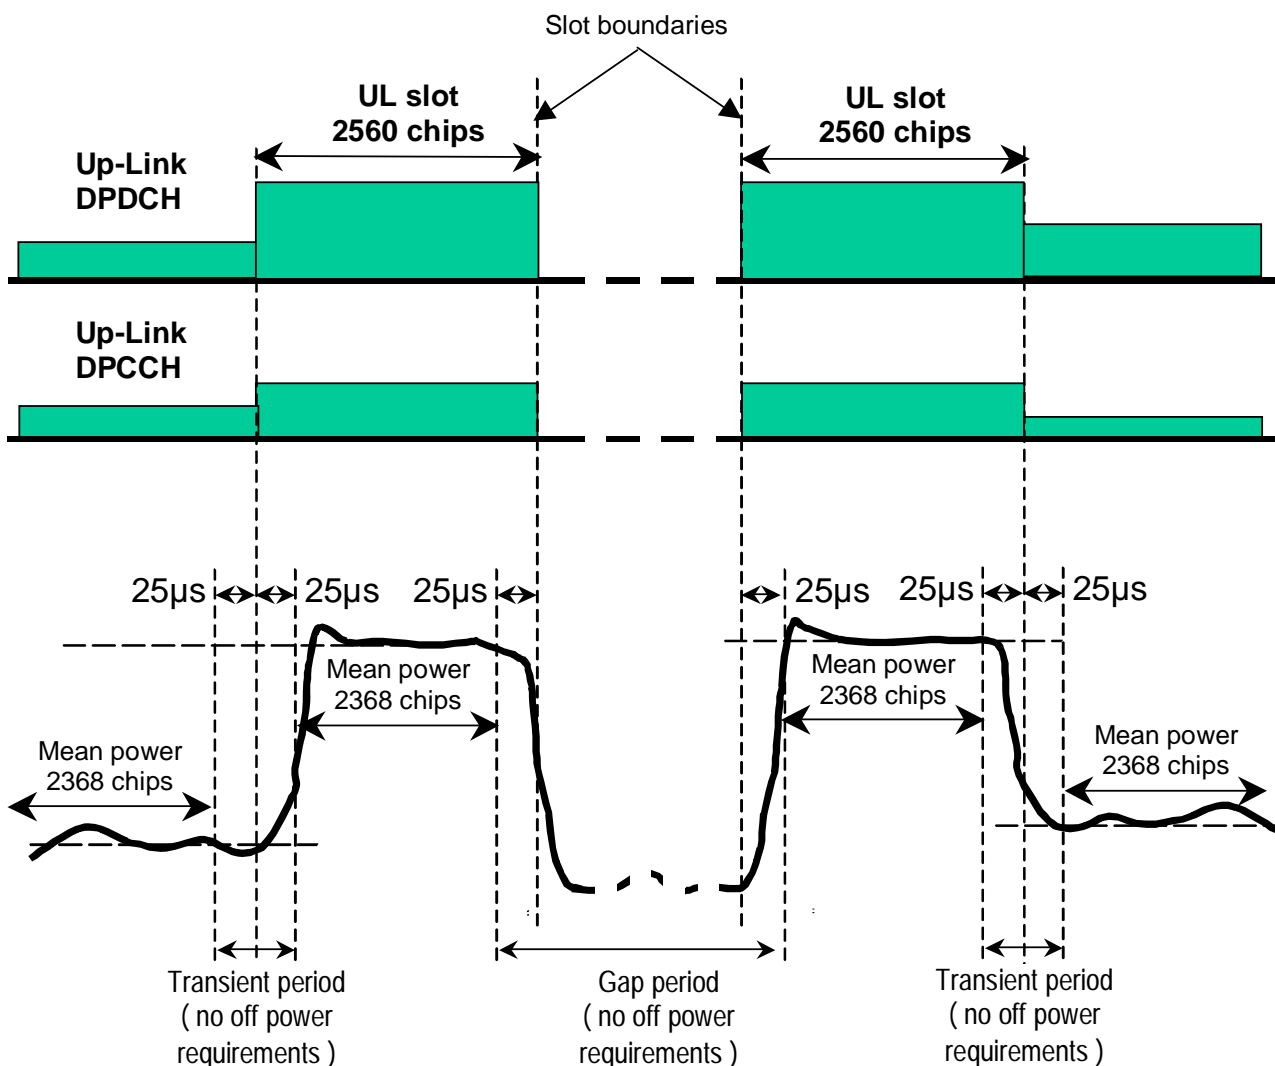 Slot boundaries
UL slot
2560 chips
UL slot
2560 chips
Up-Link
DPDCH
Up-Link
DPCCH
25µs
25µs
25µs
25µs
25µs
25µs
Mean power
2368 chips
Mean power
2368 chips
Mean power
2368 chips
Mean power
2368 chips
Transient period
( no off power
requirements )
Gap period
( no off power
requirements )
Transient period
( no off power
requirements )